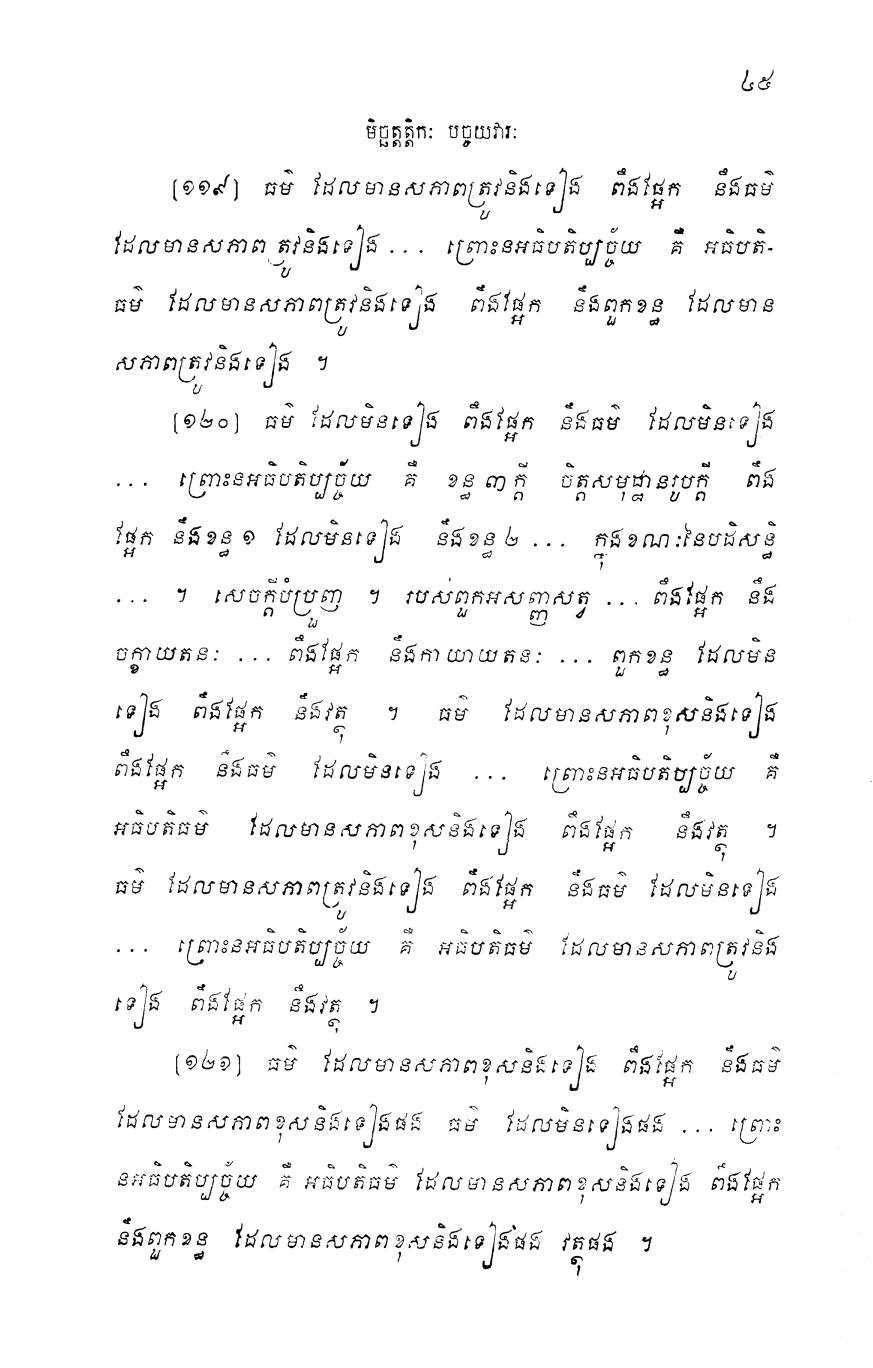 ៤៥
មិច្ឆត្តត្តិកៈ បច្ចយវារៈ
[១១៩] ធម៌ ដែលមានសភាពត្រូវនិងទៀង ពឹងផ្អែក នឹងធម៌
ដែលមានសភាពត្រូវនិងទៀង ... ព្រោះនអធិបតិប្បច្ច័យ គឺ អធិបតិ-
ធម៌ ដែលមានសភាពត្រូវនិងទៀង ពឹងផ្អែក នឹងពួកខន្ធ ដែលមាន
សភាពត្រូវនិងទៀង ។
[១២០] ធម៌ ដែលមិនទៀង ពឹងផ្អែក នឹងធម៌ ដែលមិនទៀង
... ព្រោះនអធិបតិប្បច្ច័យ គឺ ខន្ធ ៣ ក្តី ចិត្តសមុដ្ឋានរូបក្តី ពឹង
ផ្អែក នឹងខន្ធ ១ ដែលមិនទៀង នឹងខន្ធ ២ ... ក្នុងខណៈនៃបដិសន្ធិ
... ។ សេចក្តីបំប្រួញ ។ របស់ពួកអសញ្ញសត្វ ... ពឹងផ្អែក នឹង
ចក្ខាយតនៈ ... ពឹងផ្អែក នឹងកាយាយតនៈ ... ពួកខន្ធ ដែលមិន
ទៀង ពឹងផ្អែក នឹងវត្ថុ ។ ធម៌ ដែលមានសភាពខុសនិងទៀង
ពឹងផ្អែក នឹងធម៌ ដែលមិនទៀង ... ព្រោះនអធិបតិប្បច្ច័យ គឺ
អធិបតិធម៌ ដែលមានសភាពខុសនិងទៀង ពឹងផ្អែក នឹងវត្ថុ ។
ធម៌ ដែលមានសភាពត្រូវនិងទៀង ពឹងផ្អែក នឹងធម៌ ដែលមិនទៀង
... ព្រោះនអធិបតិប្បច្ច័យ គឺ អធិបតិធម៌ ដែលមានសភាពត្រូវនិង
ទៀង ពឹងផ្អែក នឹងវត្ថុ ។
[១២១] ធម៌ ដែលមានសភាពខុសនិងទៀង ពឹងផ្អែក នឹងធម៌
ដែលមានសភាពខុសនិងទៀងផង ធម៌ ដែលមិនទៀងផង ... ព្រោះ
នអធិបតិប្បច្ច័យ គឺ អធិបតិធម៌ ដែលមានសភាពខុសនិងទៀង ពឹងផ្អែក
នឹងពួកខន្ធ ដែលមានសភាពខុសនិងទៀងផង វត្ថុផង ។